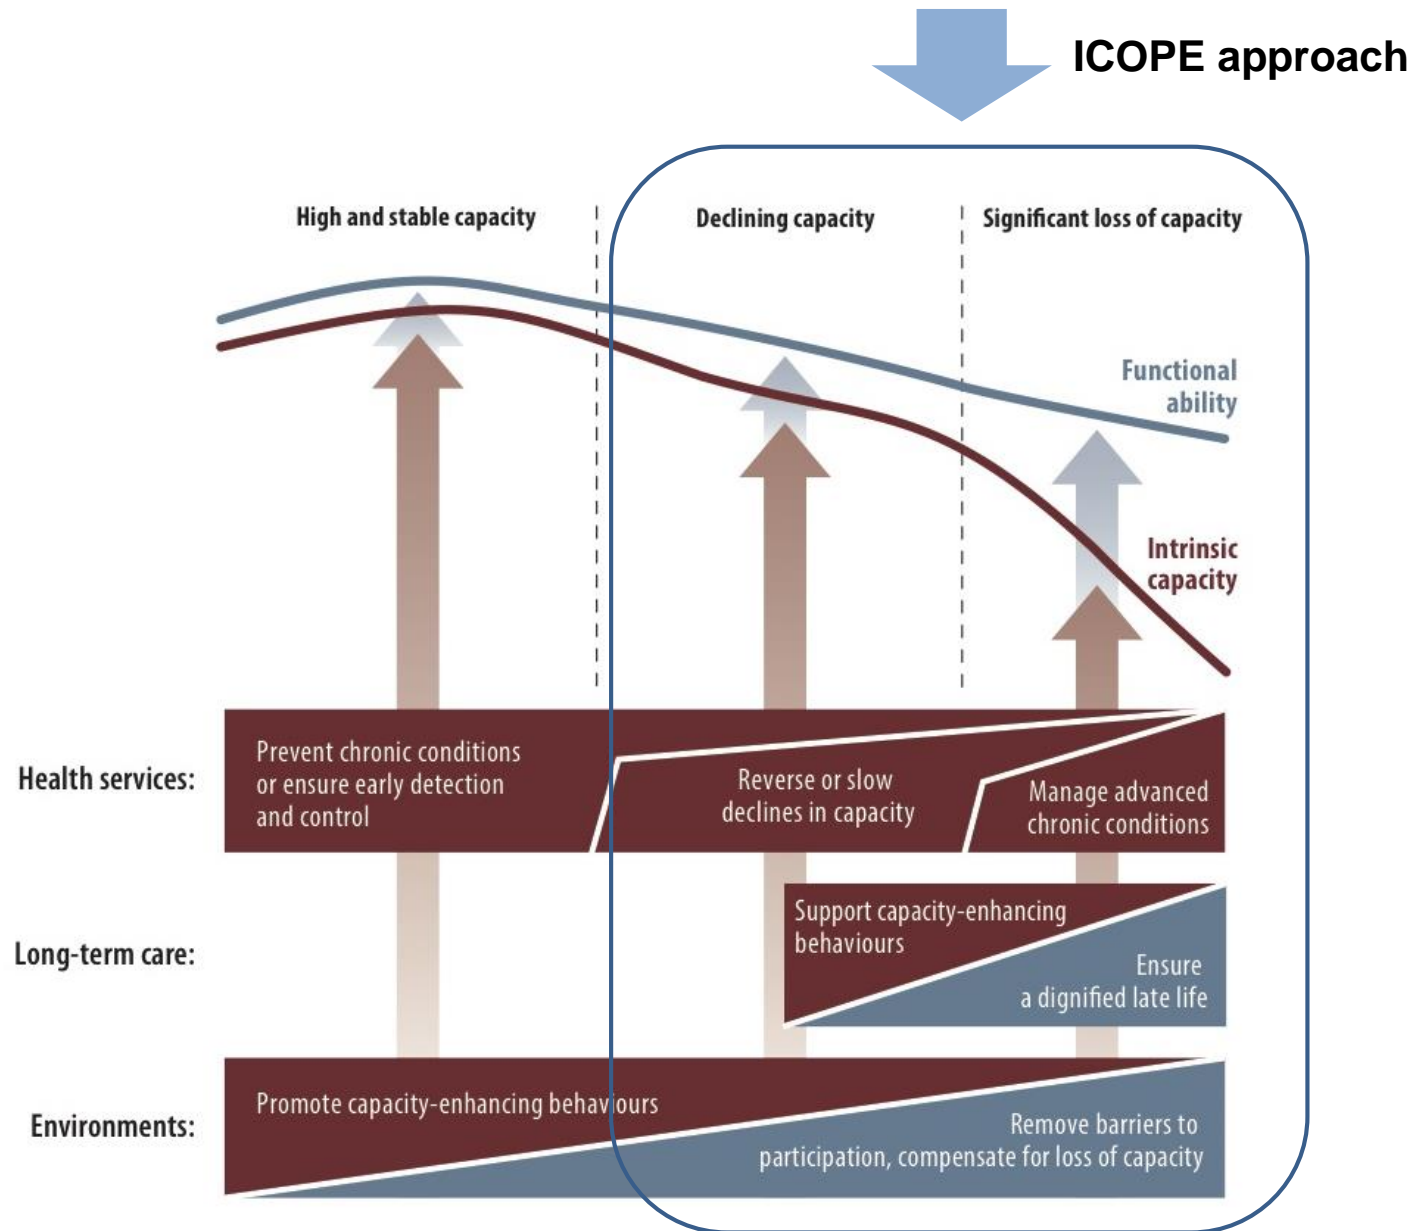 ICOPE approach
High and stable capacity
Declining capacity
Significant loss of capacity
Functional
ability
Intrinsic
capacity
Health services:
Prevent chronic conditions
or ensure early detection
and control
Reverse or slow
declines in capacity
Manage advanced
chronic conditions
Long-term care:
Support capacity-enhancing
behaviours
Ensure
a dignified late life
Environments:
Promote capacity-enhancing behaviours
Remove barriers to
participation, compensate for loss of capacity